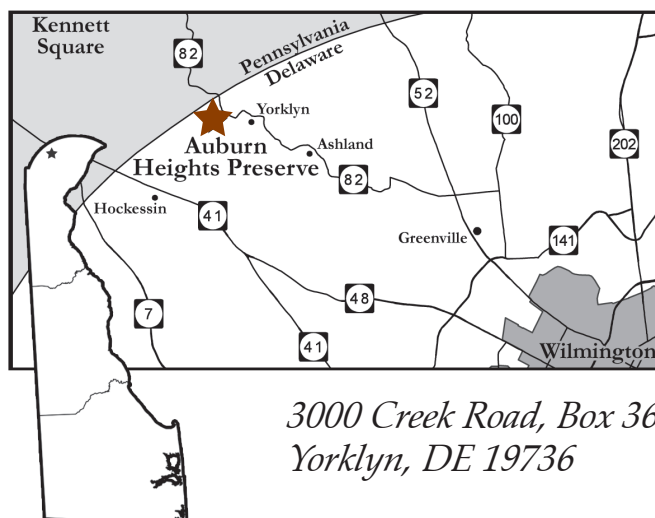 Kennett
Square
82
Pennsylvania
Delaware
52
100
202
Yorklyn
Auburn
Heights Preserve
Ashland
82
Hockessin
41
Greenville
141
7
48
41
Wilmington
3000 Creek Road, Box 36
Yorklyn, DE 19736